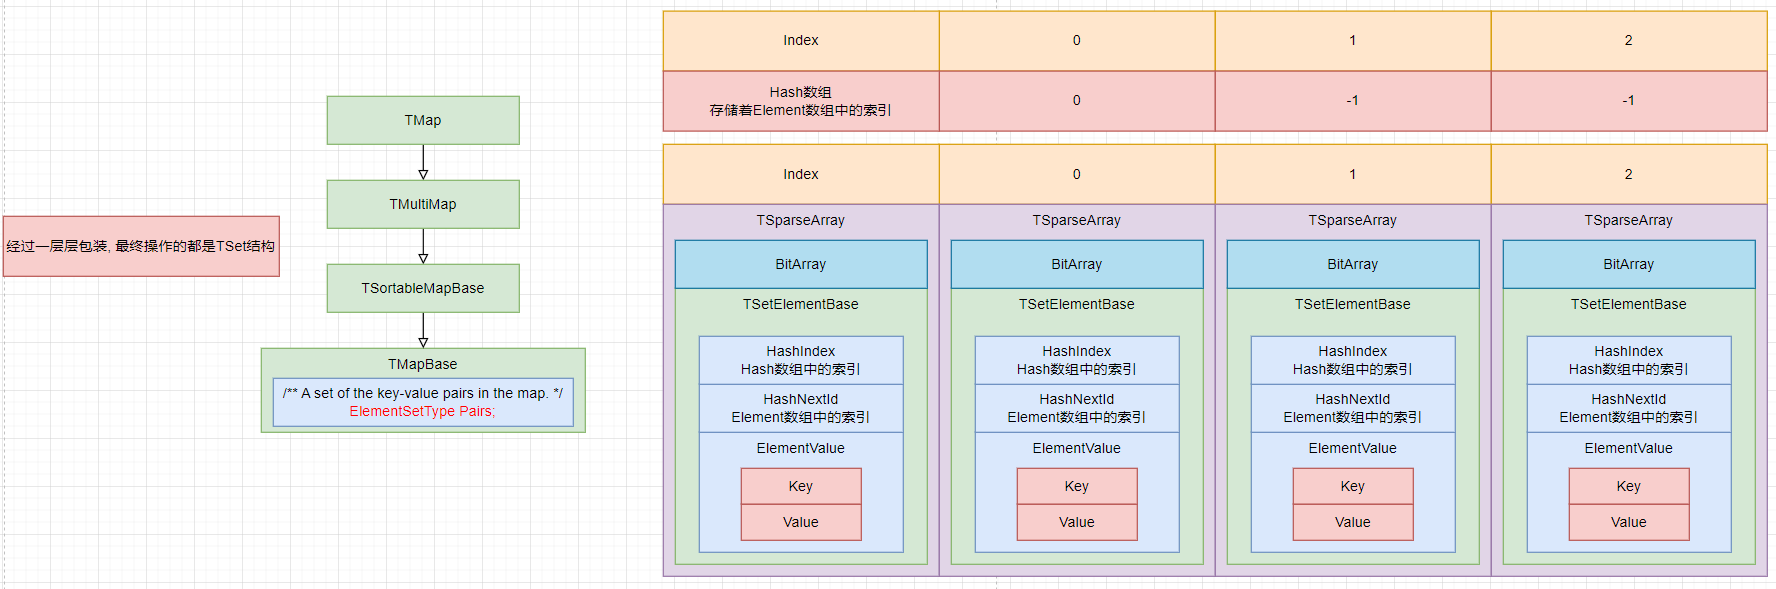 经过一层层包装, 最终操作的都是TSet结构
TMap
TMultiMap
TSortableMapBase
TMapBase
/** A set of the key-value pairs in the map. */
ElementSetType Pairs;
Index 0 1 2
Hash数组
存储着Element数组中的索引 0 -1 -1
Index 0 1 2
TSparseArray TSparseArray TSparseArray TSparseArray
BitArray BitArray BitArray BitArray
TSetElementBase TSetElementBase TSetElementBase TSetElementBase
HashIndex HashIndex HashIndex HashIndex
Hash数组中的索引 Hash数组中的索引 Hash数组中的索引 Hash数组中的索引
HashNextId HashNextId HashNextId HashNextId
Element数组中的索引 Element数组中的索引 Element数组中的索引 Element数组中的索引
ElementValue ElementValue ElementValue ElementValue
Key Key Key Key
Value Value Value Value